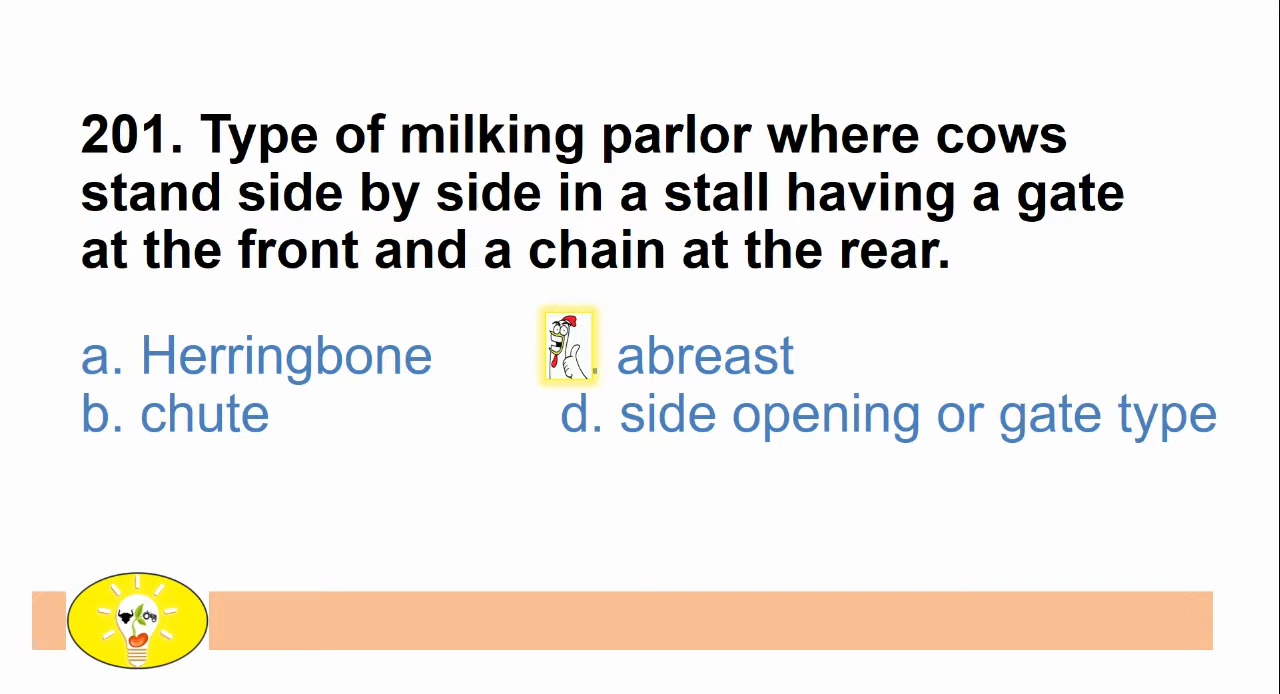 201. Type of milking parlor where cows
stand side by side in a stall having a gate
at the front and a chain at the rear.
a. Herringbone . abreast
b. chute d. side opening or gate type